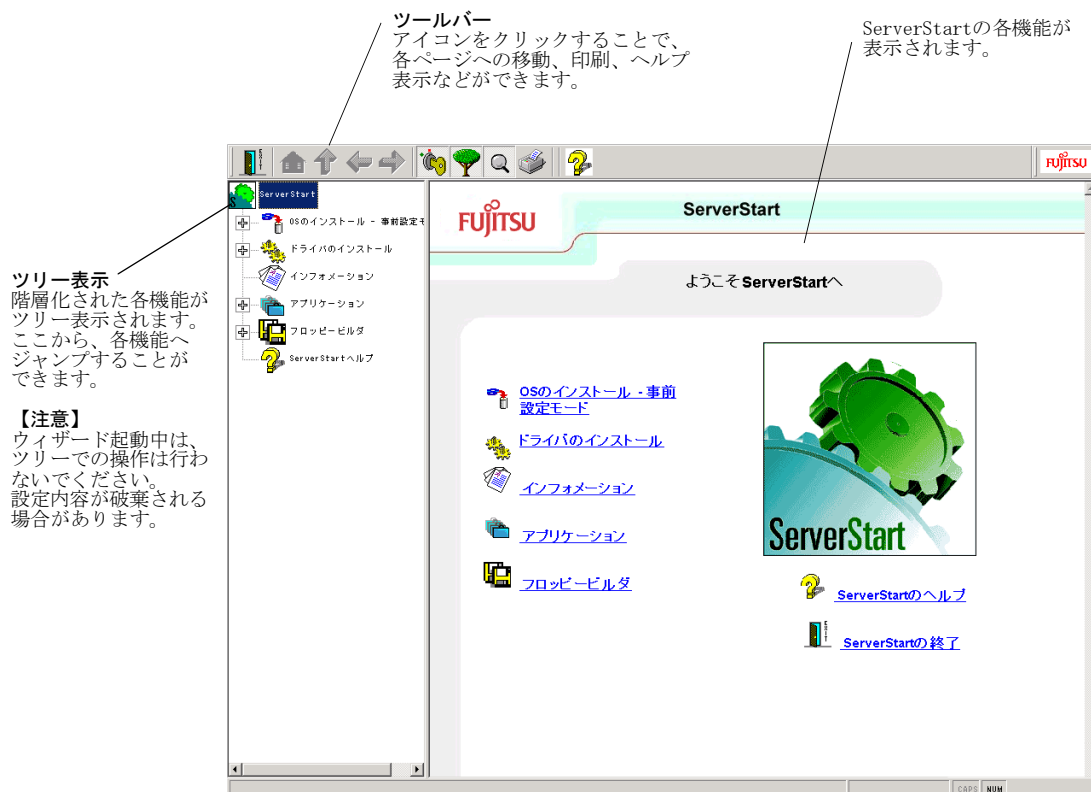 ツールバー
アイコンをクリックすることで、
各ページへの移動、印刷、ヘルプ
表示などができます。
ServerStartの各機能が
表示されます。
EXIT
FUJITSU
ServerStart
OSのインストール - 事前設定モ
ドライバのインストール
インフォメーション
アプリケーション
フロッピービルダ
ServerStartヘルプ
ツリー表示
階層化された各機能が
ツリー表示されます。
ここから、各機能へ
ジャンプすることが
できます。
【注意】
ウィザード起動中は、
ツリーでの操作は行わ
ないでください。
設定内容が破棄される
場合があります。
FUJITSU
ServerStart
ようこそServerStartへ
OSのインストール - 事前
設定モード
ドライバのインストール
インフォメーション
アプリケーション
フロッピービルダ
ServerStart
ServerStartのヘルプ
EXIT
ServerStartの終了
CAPS NUM